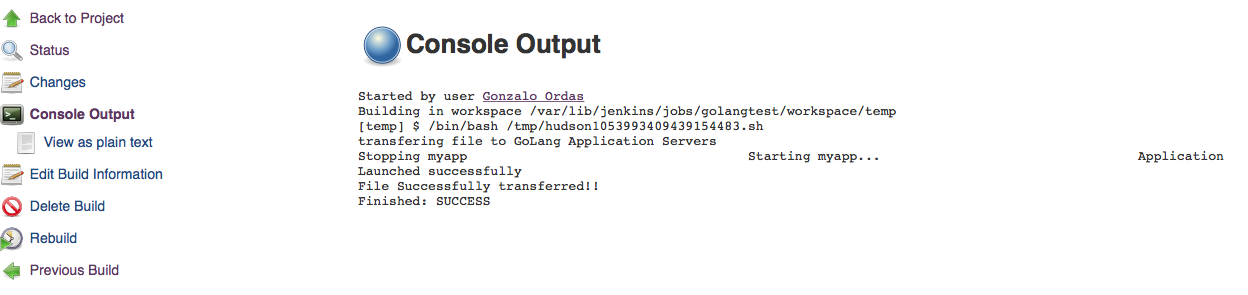 Back to Project
Status
Changes
Console Output
View as plain text
Edit Build Information
Delete Build
Rebuild
Previous Build
Console Output
Started by user Gonzalo Ordas
Building in workspace /var/lib/jenkins/jobs/golangtest/workspace/temp
[temp] $ /bin/bash /tmp/hudson1053993409439154483.sh
transfering file to GoLang Application Servers
Stopping myapp Starting myapp... Application
Launched successfully
File Successfully transferred!!
Finished: SUCCESS